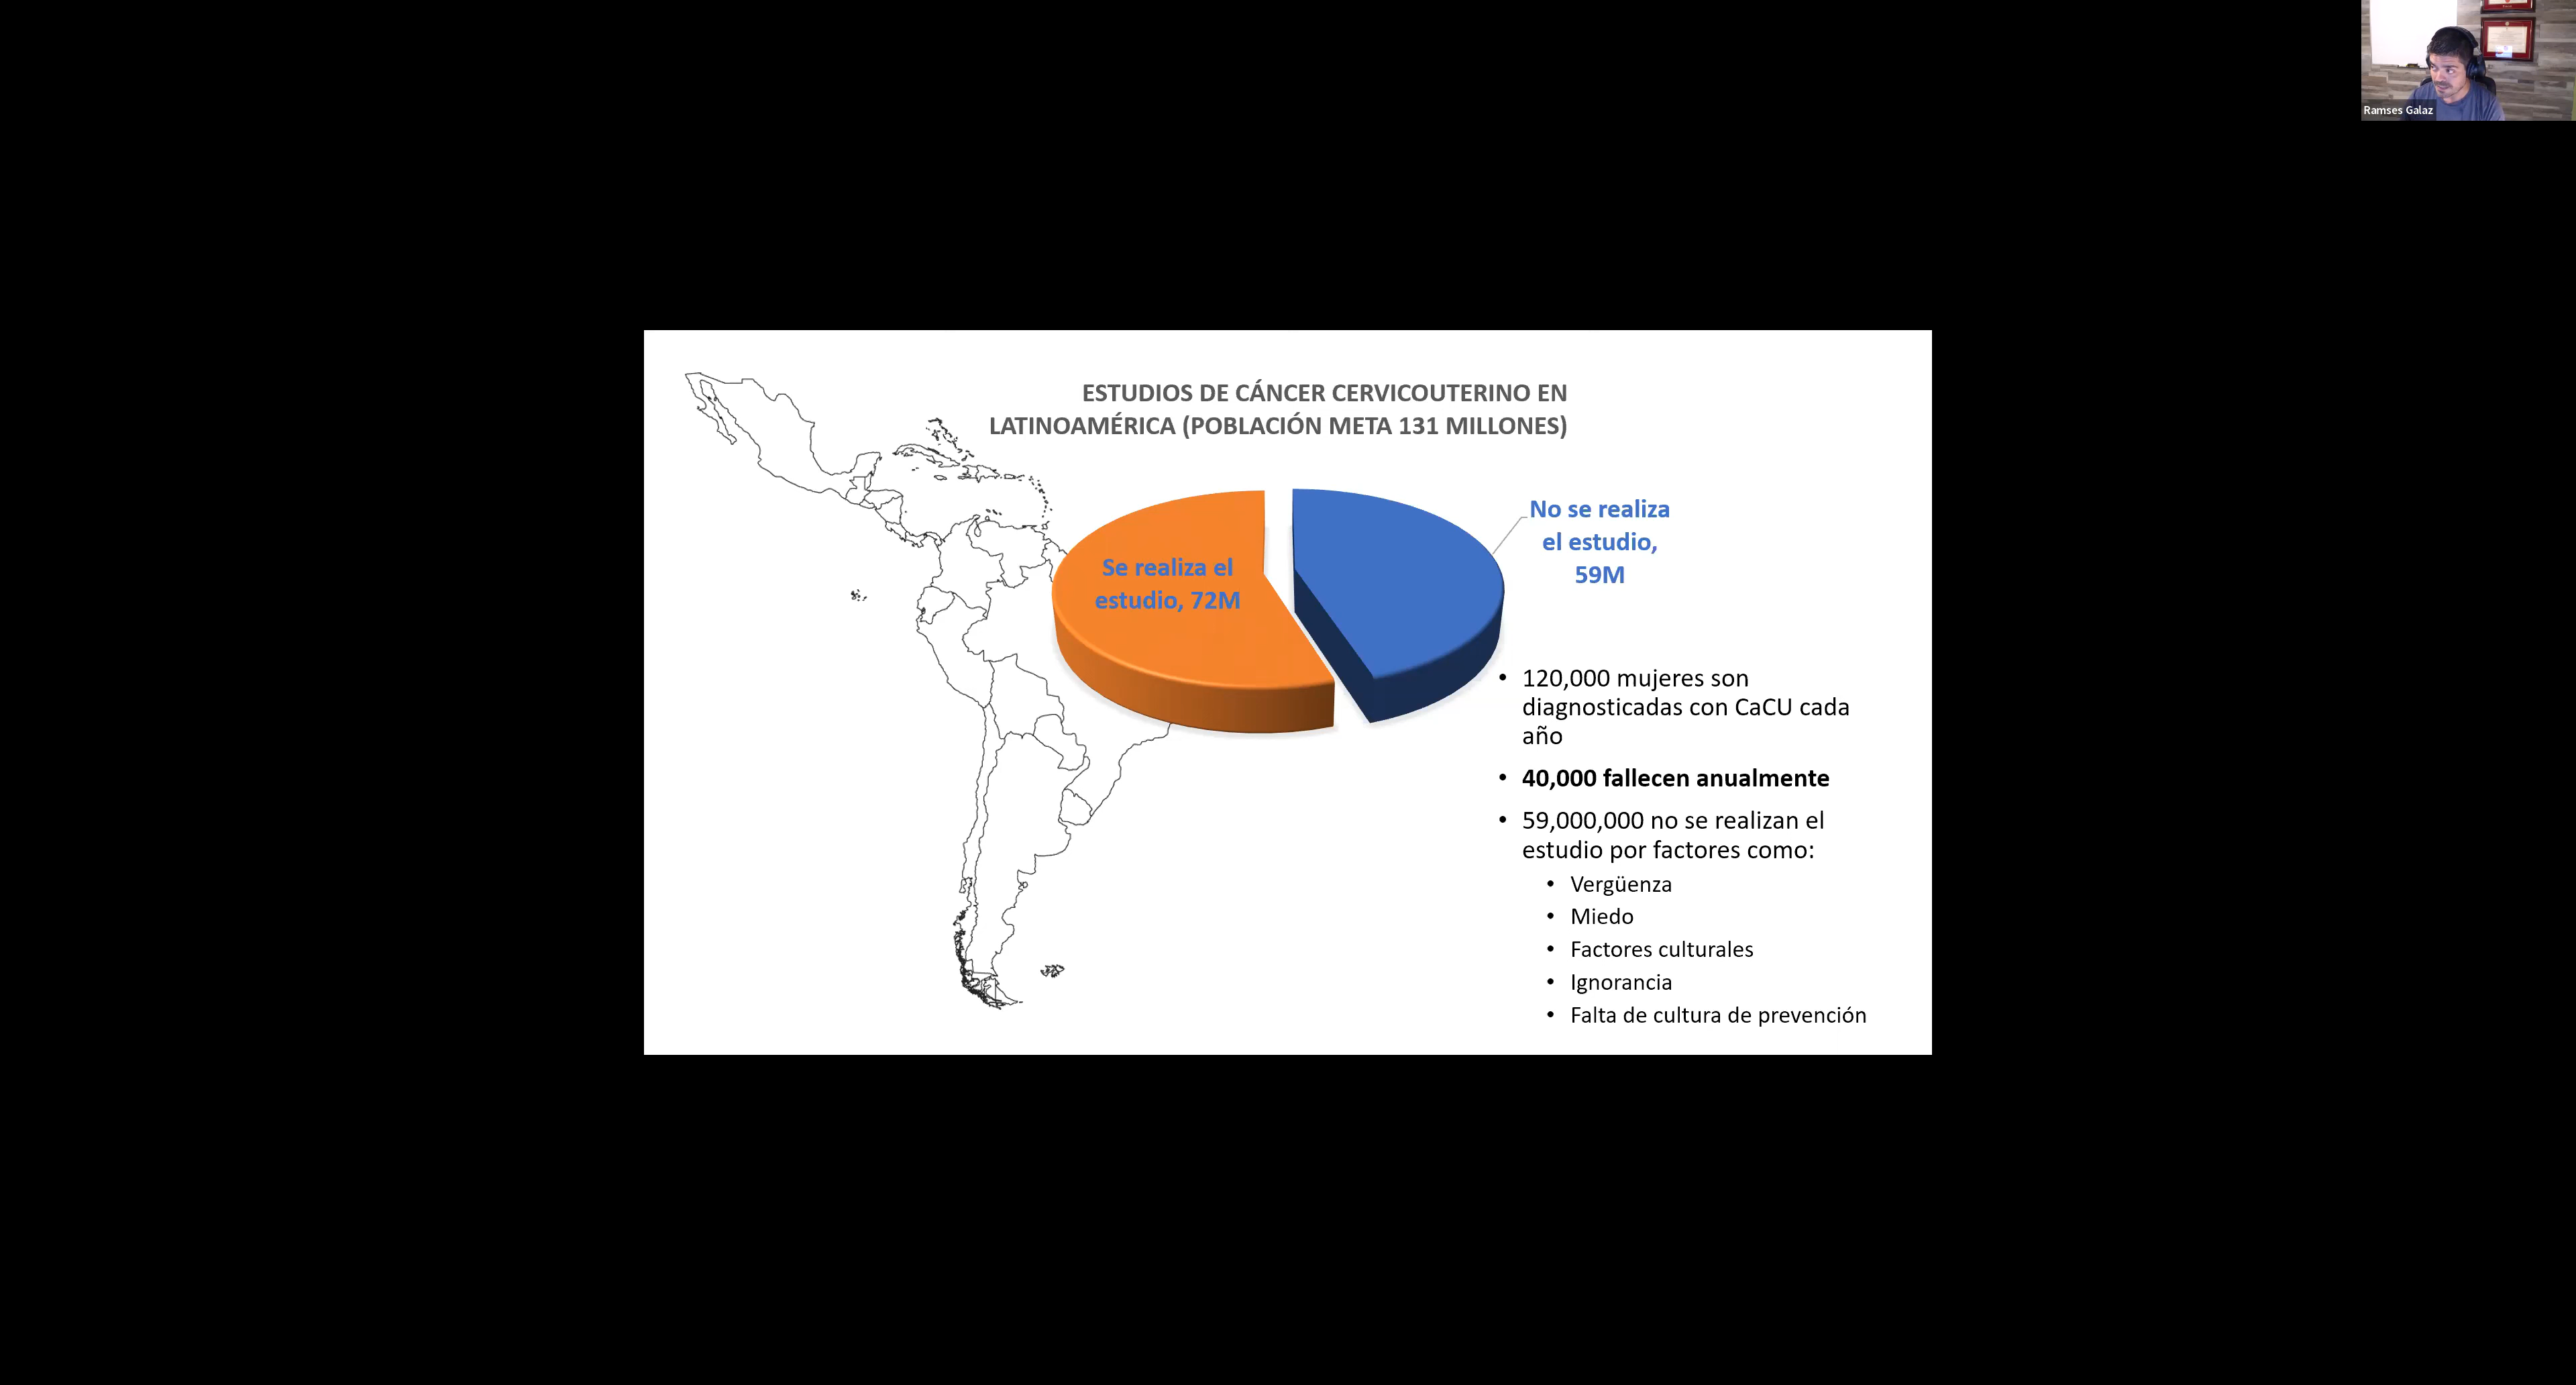 Ramses Galaz
ESTUDIOS DE CÁNCER CERVICOUTERINO EN
LATINOAMÉRICA (POBLACIÓN META 131 MILLONES)
Se realiza el
estudio, 72M
No se realiza
el estudio,
59M
• 120,000 mujeres son
diagnosticadas con CaCU cada
año
• 40,000 fallecen anualmente
• 59,000,000 no se realizan el
estudio por factores como:
• Vergüenza
• Miedo
• Factores culturales
• Ignorancia
• Falta de cultura de prevención